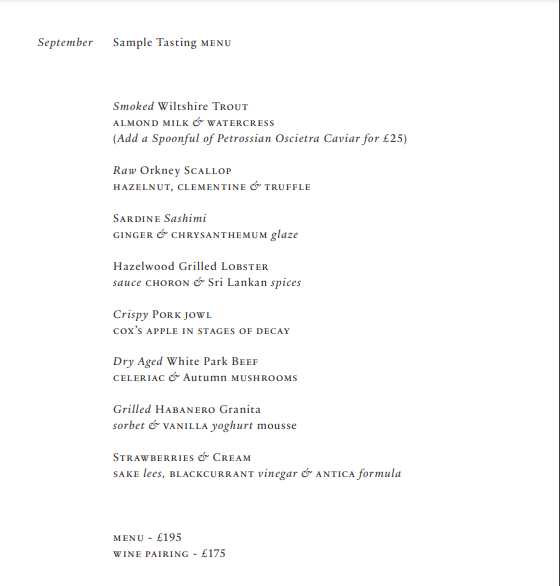 September Sample Tasting MENU
Smoked Wiltshire TROUT
ALMOND MILK & WATERCRESS
(Add a Spoonful of Petrossian Oscietra Caviar for £25)
Raw Orkney SCALLOP
HAZELNUT, CLEMENTINE & TRUFFLE
SARDINE Sashimi
GINGER & CHRYSANTHEMUM glaze
Hazelwood Grilled LOBSTER
sauce CHORON & Sri Lankan spices
Crispy PORK JOWL
COX'S APPLE IN STAGES OF DECAY
Dry Aged White Park BEEF
CELERIAC & Autumn MUSHROOMS
Grilled HABANERO Granita
sorbet & VANILLA yoghurt mousse
STRAWBERRIES & CREAM
SAKE lees, BLACKCURRANT vinegar & ANTICA formula
MENU - £195
WINE PAIRING - £175